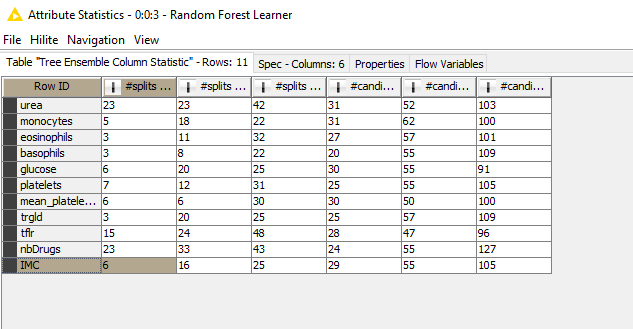 Attribute Statistics - 0:0:3 - Random Forest Learner
File Hilite Navigation View
Table "Tree Ensemble Column Statistic" - Rows: 11 Spec - Columns: 6 Properties Flow Variables
Row ID #splits ... #splits ... #splits ... #candi... #candi... #candi...
urea 23 23 42 31 52 103
monocytes 5 18 22 31 62 100
eosinophils 3 11 32 27 57 101
basophils 3 8 22 20 55 109
glucose 6 20 25 30 55 91
platelets 7 12 31 25 55 105
mean_platele... 6 6 30 30 50 100
trgld 3 20 25 25 57 109
tflr 15 24 48 28 47 96
nbDrugs 23 33 43 24 55 127
IMC 6 16 25 29 55 105